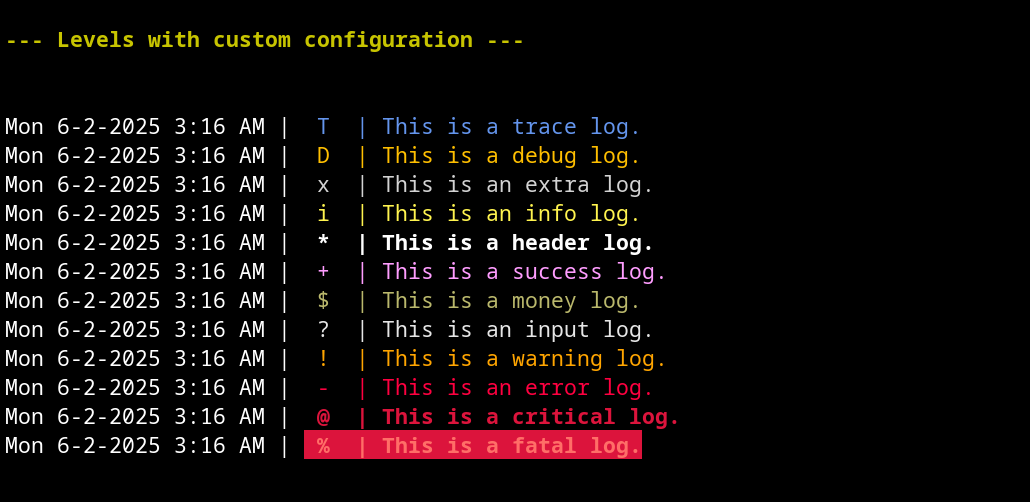 --- Levels with custom configuration ---
Mon 6-2-2025 3:16 AM |  T  | This is a trace log.
Mon 6-2-2025 3:16 AM |  D  | This is a debug log.
Mon 6-2-2025 3:16 AM |  x  | This is an extra log.
Mon 6-2-2025 3:16 AM |  i  | This is an info log.
Mon 6-2-2025 3:16 AM |  *  | This is a header log.
Mon 6-2-2025 3:16 AM |  +  | This is a success log.
Mon 6-2-2025 3:16 AM |  $  | This is a money log.
Mon 6-2-2025 3:16 AM |  ?  | This is an input log.
Mon 6-2-2025 3:16 AM |  !  | This is a warning log.
Mon 6-2-2025 3:16 AM |  -  | This is an error log.
Mon 6-2-2025 3:16 AM |  @  | This is a critical log.
Mon 6-2-2025 3:16 AM |  %  | This is a fatal log.